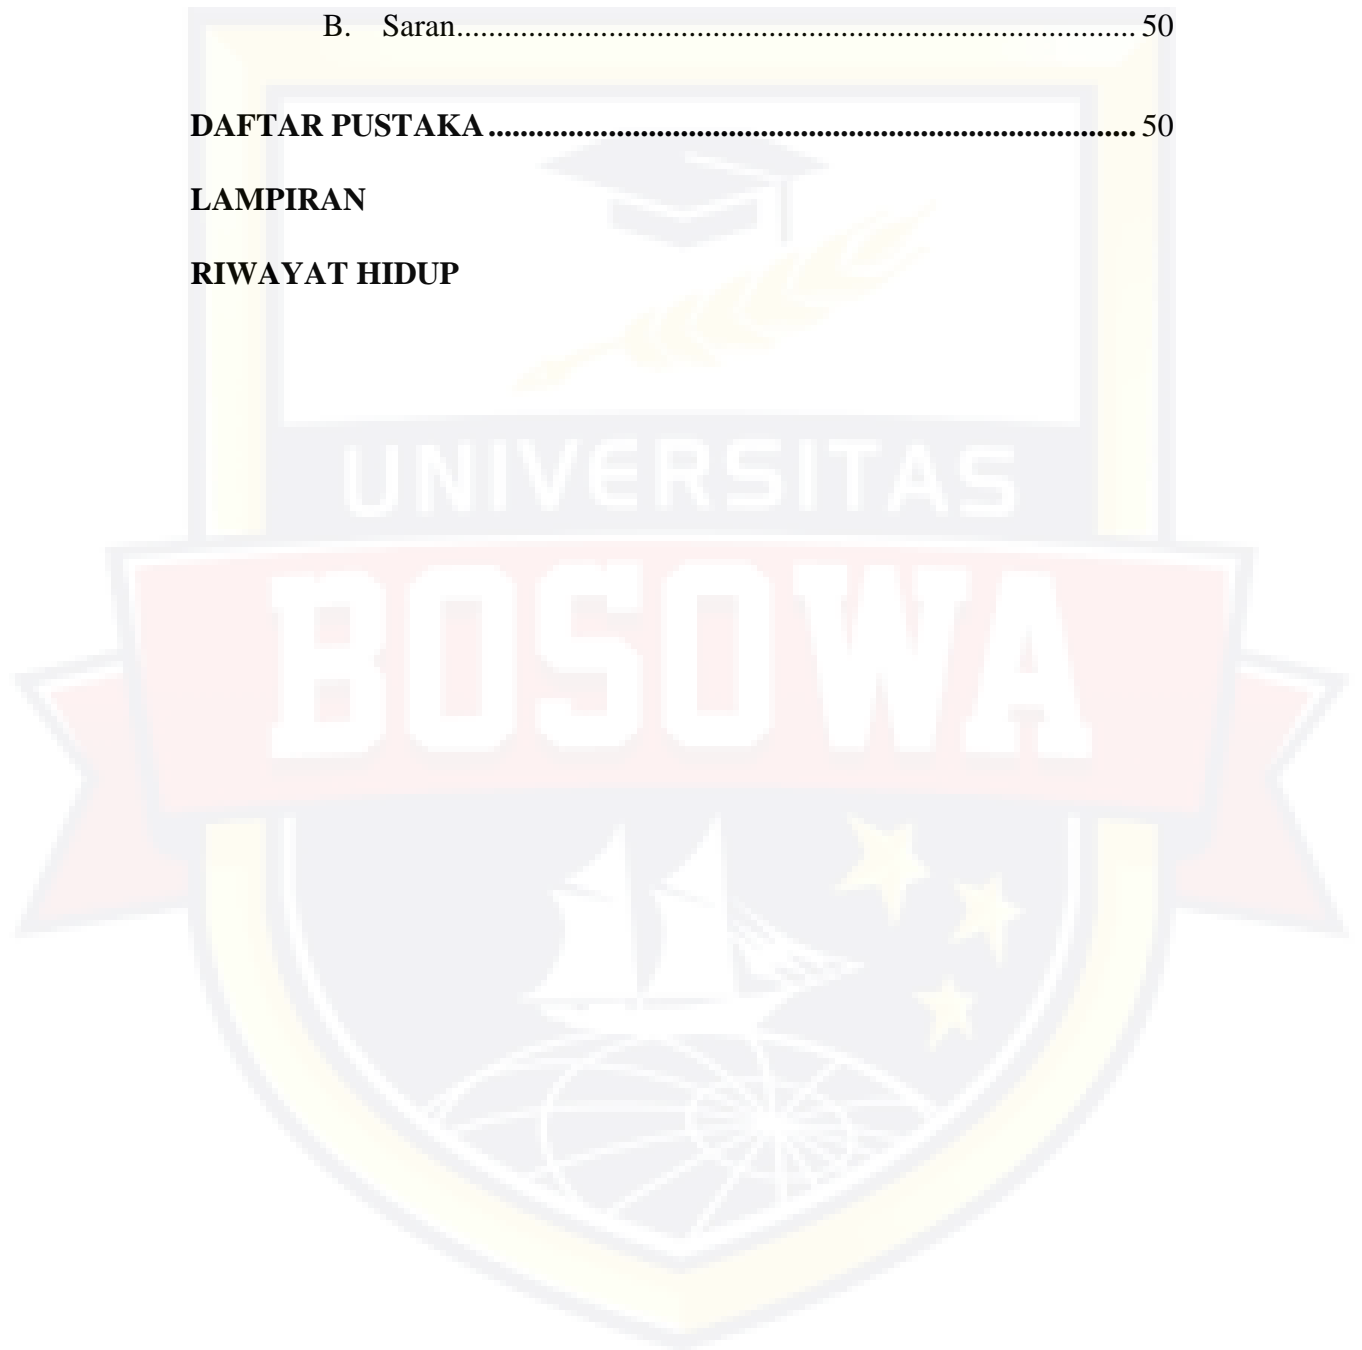 B. Saran.................................................................................... 50
DAFTAR PUSTAKA ................................................................................. 50
LAMPIRAN
RIWAYAT HIDUP
UNIVERSITAS
BOSOWA